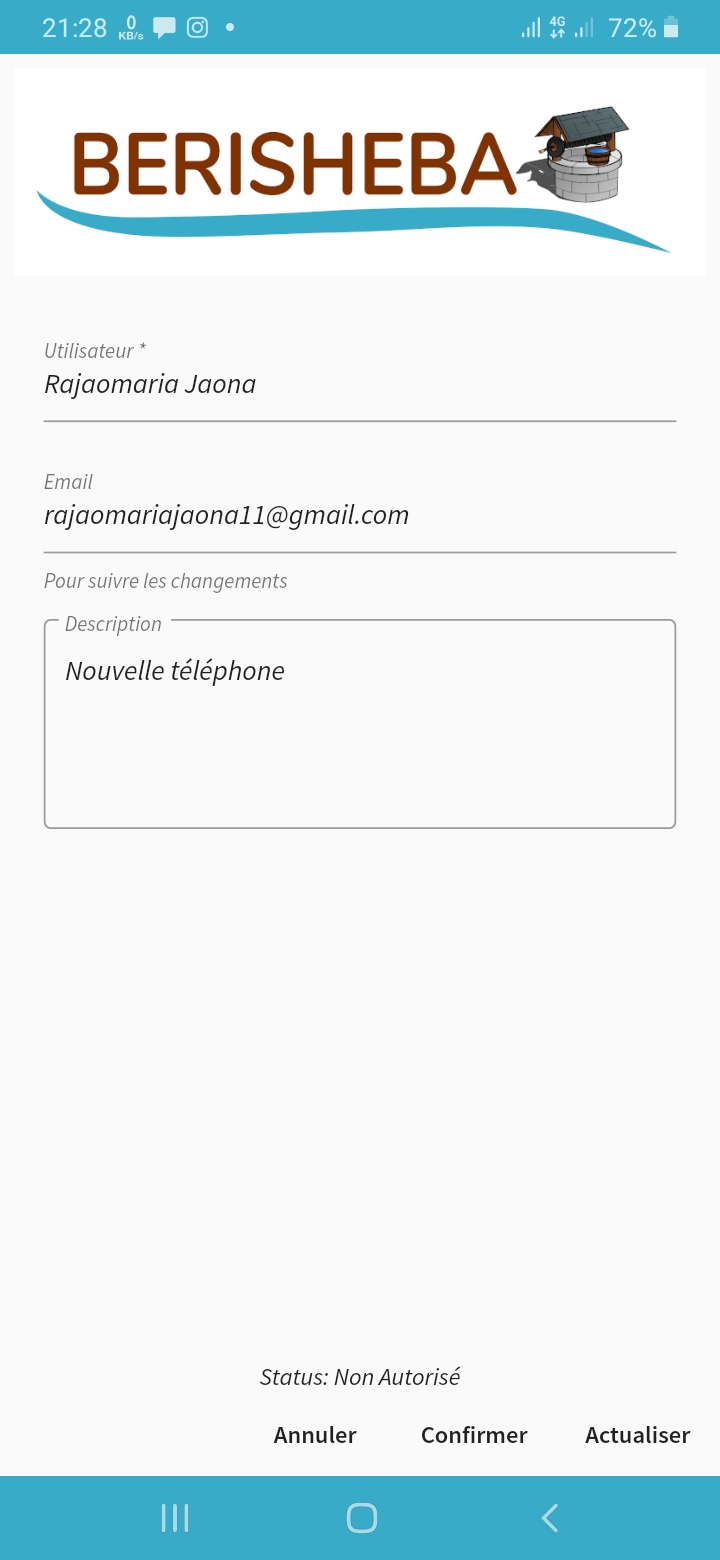 21:28 0 KB/s 4G 72%
BERISHEBA
Utilisateur *
Rajaomaria Jaona
Email
rajaomariajaona11@gmail.com
Pour suivre les changements
Description
Nouvelle téléphone
Status: Non Autorisé
Annuler Confirmer Actualiser